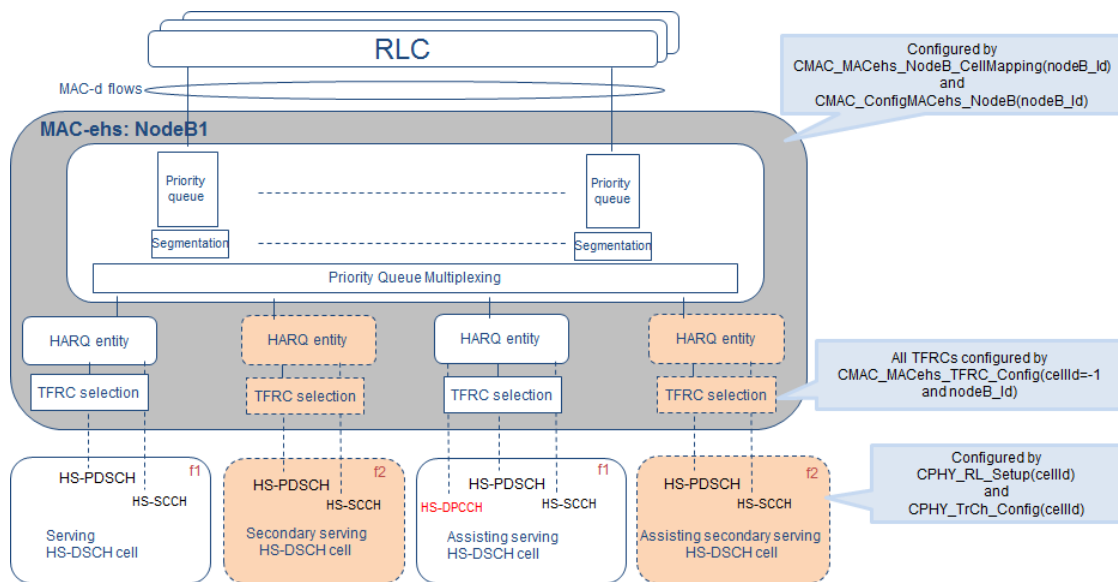 RLC
Configured by
CMAC_MACehs_NodeB_CellMapping(nodeB_Id)
and
CMAC_ConfigMACehs_NodeB(nodeB_Id)
MAC-d flows
MAC-ehs: NodeB1
Priority
queue
Priority
queue
Segmentation
Segmentation
Priority Queue Multiplexing
HARQ entity
HARQ entity
HARQ entity
HARQ entity
TFRC selection
TFRC selection
TFRC selection
TFRC selection
All TFRCs configured by
CMAC_MACehs_TFRC_Config(cellId=-1
and nodeB_Id)
f1
HS-PDSCH
HS-SCCH
Serving
HS-DSCH cell
f2
HS-PDSCH
HS-SCCH
Secondary serving
HS-DSCH cell
f1
HS-PDSCH
HS-DPCCH
HS-SCCH
Assisting serving
HS-DSCH cell
f2
HS-PDSCH
HS-SCCH
Assisting secondary serving
HS-DSCH cell
Configured by
CPHY_RL_Setup(cellId)
and
CPHY_TrCh_Config(cellId)